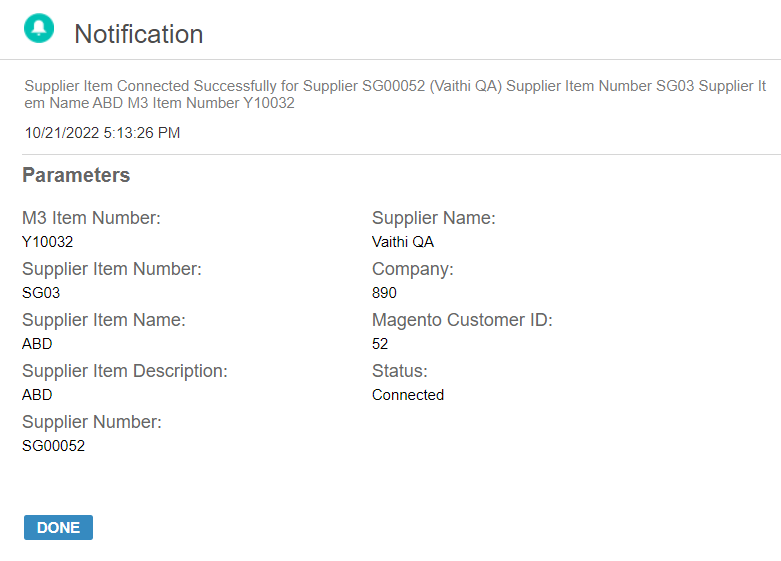 Notification
Supplier Item Connected Successfully for Supplier SG00052 (Vaithi QA) Supplier Item Number SG03 Supplier It
em Name ABD M3 Item Number Y10032
10/21/2022 5:13:26 PM
Parameters
M3 Item Number:
Y10032
Supplier Item Number:
SG03
Supplier Item Name:
ABD
Supplier Item Description:
ABD
Supplier Number:
SG00052
Supplier Name:
Vaithi QA
Company:
890
Magento Customer ID:
52
Status:
Connected
DONE